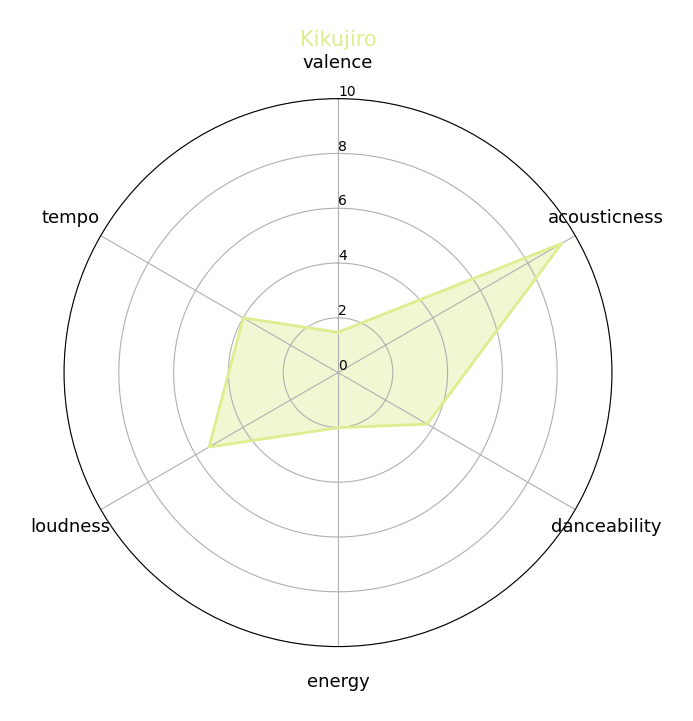 Kikujiro
valence
10
8
6
4
2
0
tempo
acousticness
loudness
danceability
energy